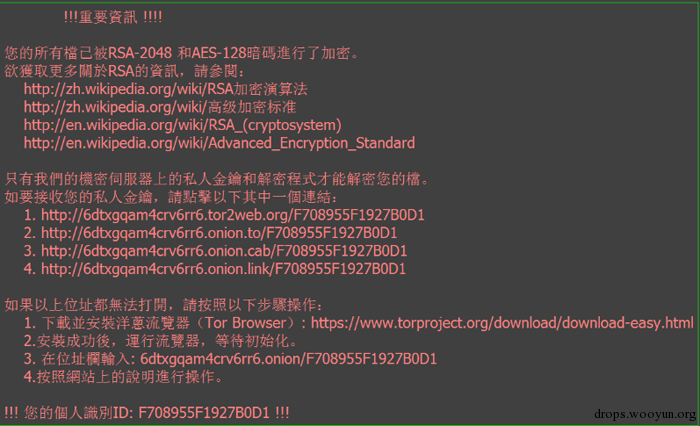 !!!重要資訊 !!!!
您的所有檔已被RSA-2048 和AES-128暗碼進行了加密。
欲獲取更多關於RSA的資訊，請參閱：
http://zh.wikipedia.org/wiki/RSA加密演算法
http://zh.wikipedia.org/wiki/高级加密标准
http://en.wikipedia.org/wiki/RSA_(cryptosystem)
http://en.wikipedia.org/wiki/Advanced_Encryption_Standard
只有我們的機密伺服器上的私人金鑰和解密程式才能解密您的檔。
如要接收您的私人金鑰，請點擊以下其中一個連結：
1. http://6dtxgqam4crv6rr6.tor2web.org/F708955F1927B0D1
2. http://6dtxgqam4crv6rr6.onion.to/F708955F1927B0D1
3. http://6dtxgqam4crv6rr6.onion.cab/F708955F1927B0D1
4. http://6dtxgqam4crv6rr6.onion.link/F708955F1927B0D1
如果以上位址都無法打開，請按照以下步驟操作：
1. 下載並安裝洋蔥流覽器（Tor Browser）: https://www.torproject.org/download/download-easy.html
2.安裝成功後，運行流覽器，等待初始化。
3. 在位址欄輸入: 6dtxgqam4crv6rr6.onion/F708955F1927B0D1
4.按照網站上的說明進行操作。
!!! 您的個人識別ID: F708955F1927B0D1 !!!
drops.wooyun.org